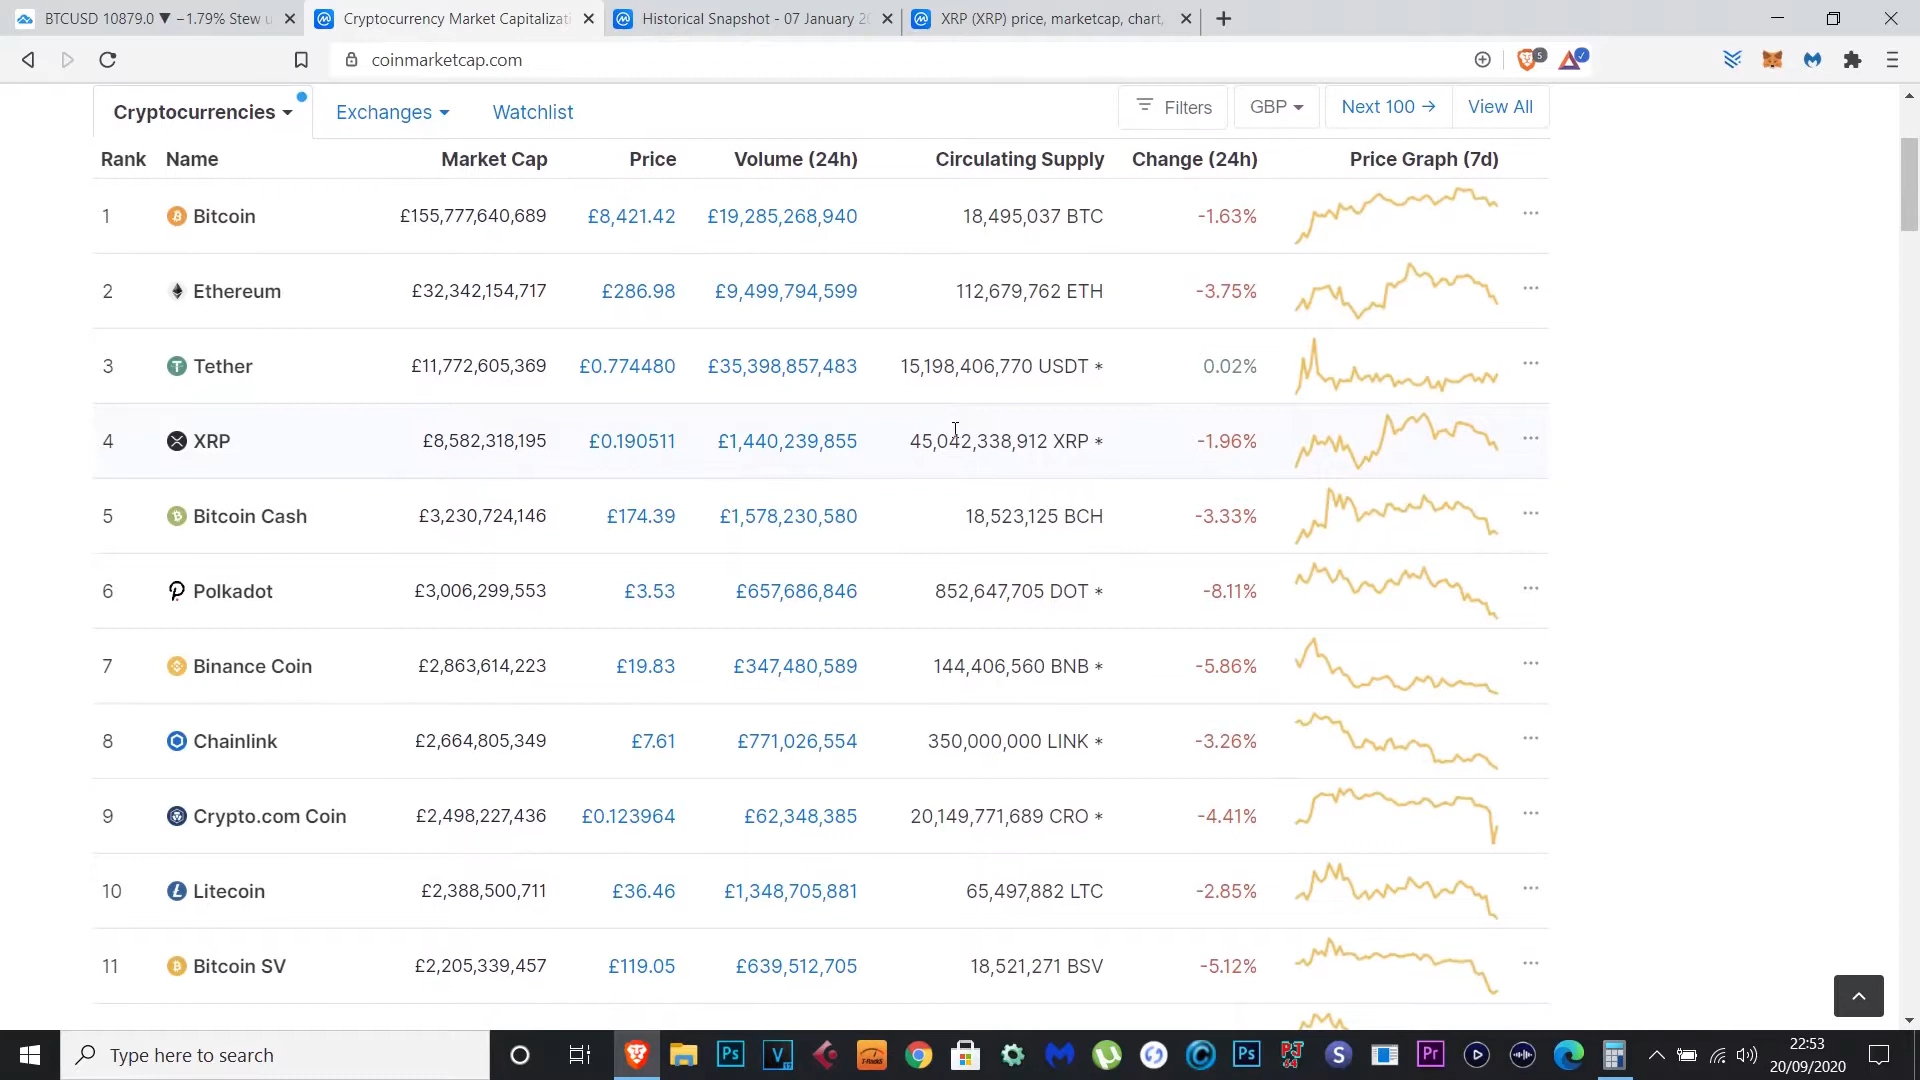 BTCUSD 10879.0 ▼ −1.79% Stew u
Cryptocurrency Market Capitalizati
Historical Snapshot - 07 January 2
XRP (XRP) price, marketcap, chart,
coinmarketcap.com
5
Cryptocurrencies
Exchanges
Watchlist
Filters
GBP
Next 100 →
View All
Rank Name Market Cap Price Volume (24h) Circulating Supply Change (24h) Price Graph (7d)
1 Bitcoin £155,777,640,689 £8,421.42 £19,285,268,940 18,495,037 BTC -1.63%
2 Ethereum £32,342,154,717 £286.98 £9,499,794,599 112,679,762 ETH -3.75%
3 Tether £11,772,605,369 £0.774480 £35,398,857,483 15,198,406,770 USDT * 0.02%
4 XRP £8,582,318,195 £0.190511 £1,440,239,855 45,042,338,912 XRP * -1.96%
5 Bitcoin Cash £3,230,724,146 £174.39 £1,578,230,580 18,523,125 BCH -3.33%
6 Polkadot £3,006,299,553 £3.53 £657,686,846 852,647,705 DOT * -8.11%
7 Binance Coin £2,863,614,223 £19.83 £347,480,589 144,406,560 BNB * -5.86%
8 Chainlink £2,664,805,349 £7.61 £771,026,554 350,000,000 LINK * -3.26%
9 Crypto.com Coin £2,498,227,436 £0.123964 £62,348,385 20,149,771,689 CRO * -4.41%
10 Litecoin £2,388,500,711 £36.46 £1,348,705,881 65,497,882 LTC -2.85%
11 Bitcoin SV £2,205,339,457 £119.05 £639,512,705 18,521,271 BSV -5.12%
Type here to search
22:53
20/09/2020